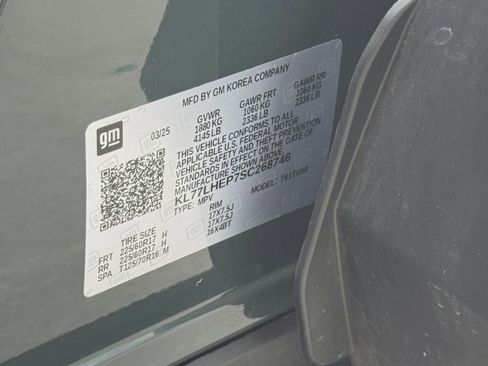 gm
03/25
MFD BY GM KOREA COMPANY
GVWR GAWR FRT GAWR RR
1880 KG 1060 KG 1060 KG
4145 LB 2336 LB 2336 LB
THIS VEHICLE CONFORMS TO ALL
APPLICABLE U.S. FEDERAL MOTOR
VEHICLE SAFETY AND THEFT PREVENTION
STANDARDS IN EFFECT ON THE DATE OF
MANUFACTURE SHOWN ABOVE.
KL77LHEP7SC268746
TYPE: MPV MODEL:
TIRE SIZE RIM
FRT 225/60R17 H 17X7.5J
RR 225/60R17 H 17X7.5J
SPA T125/70R16 M 16X4BT